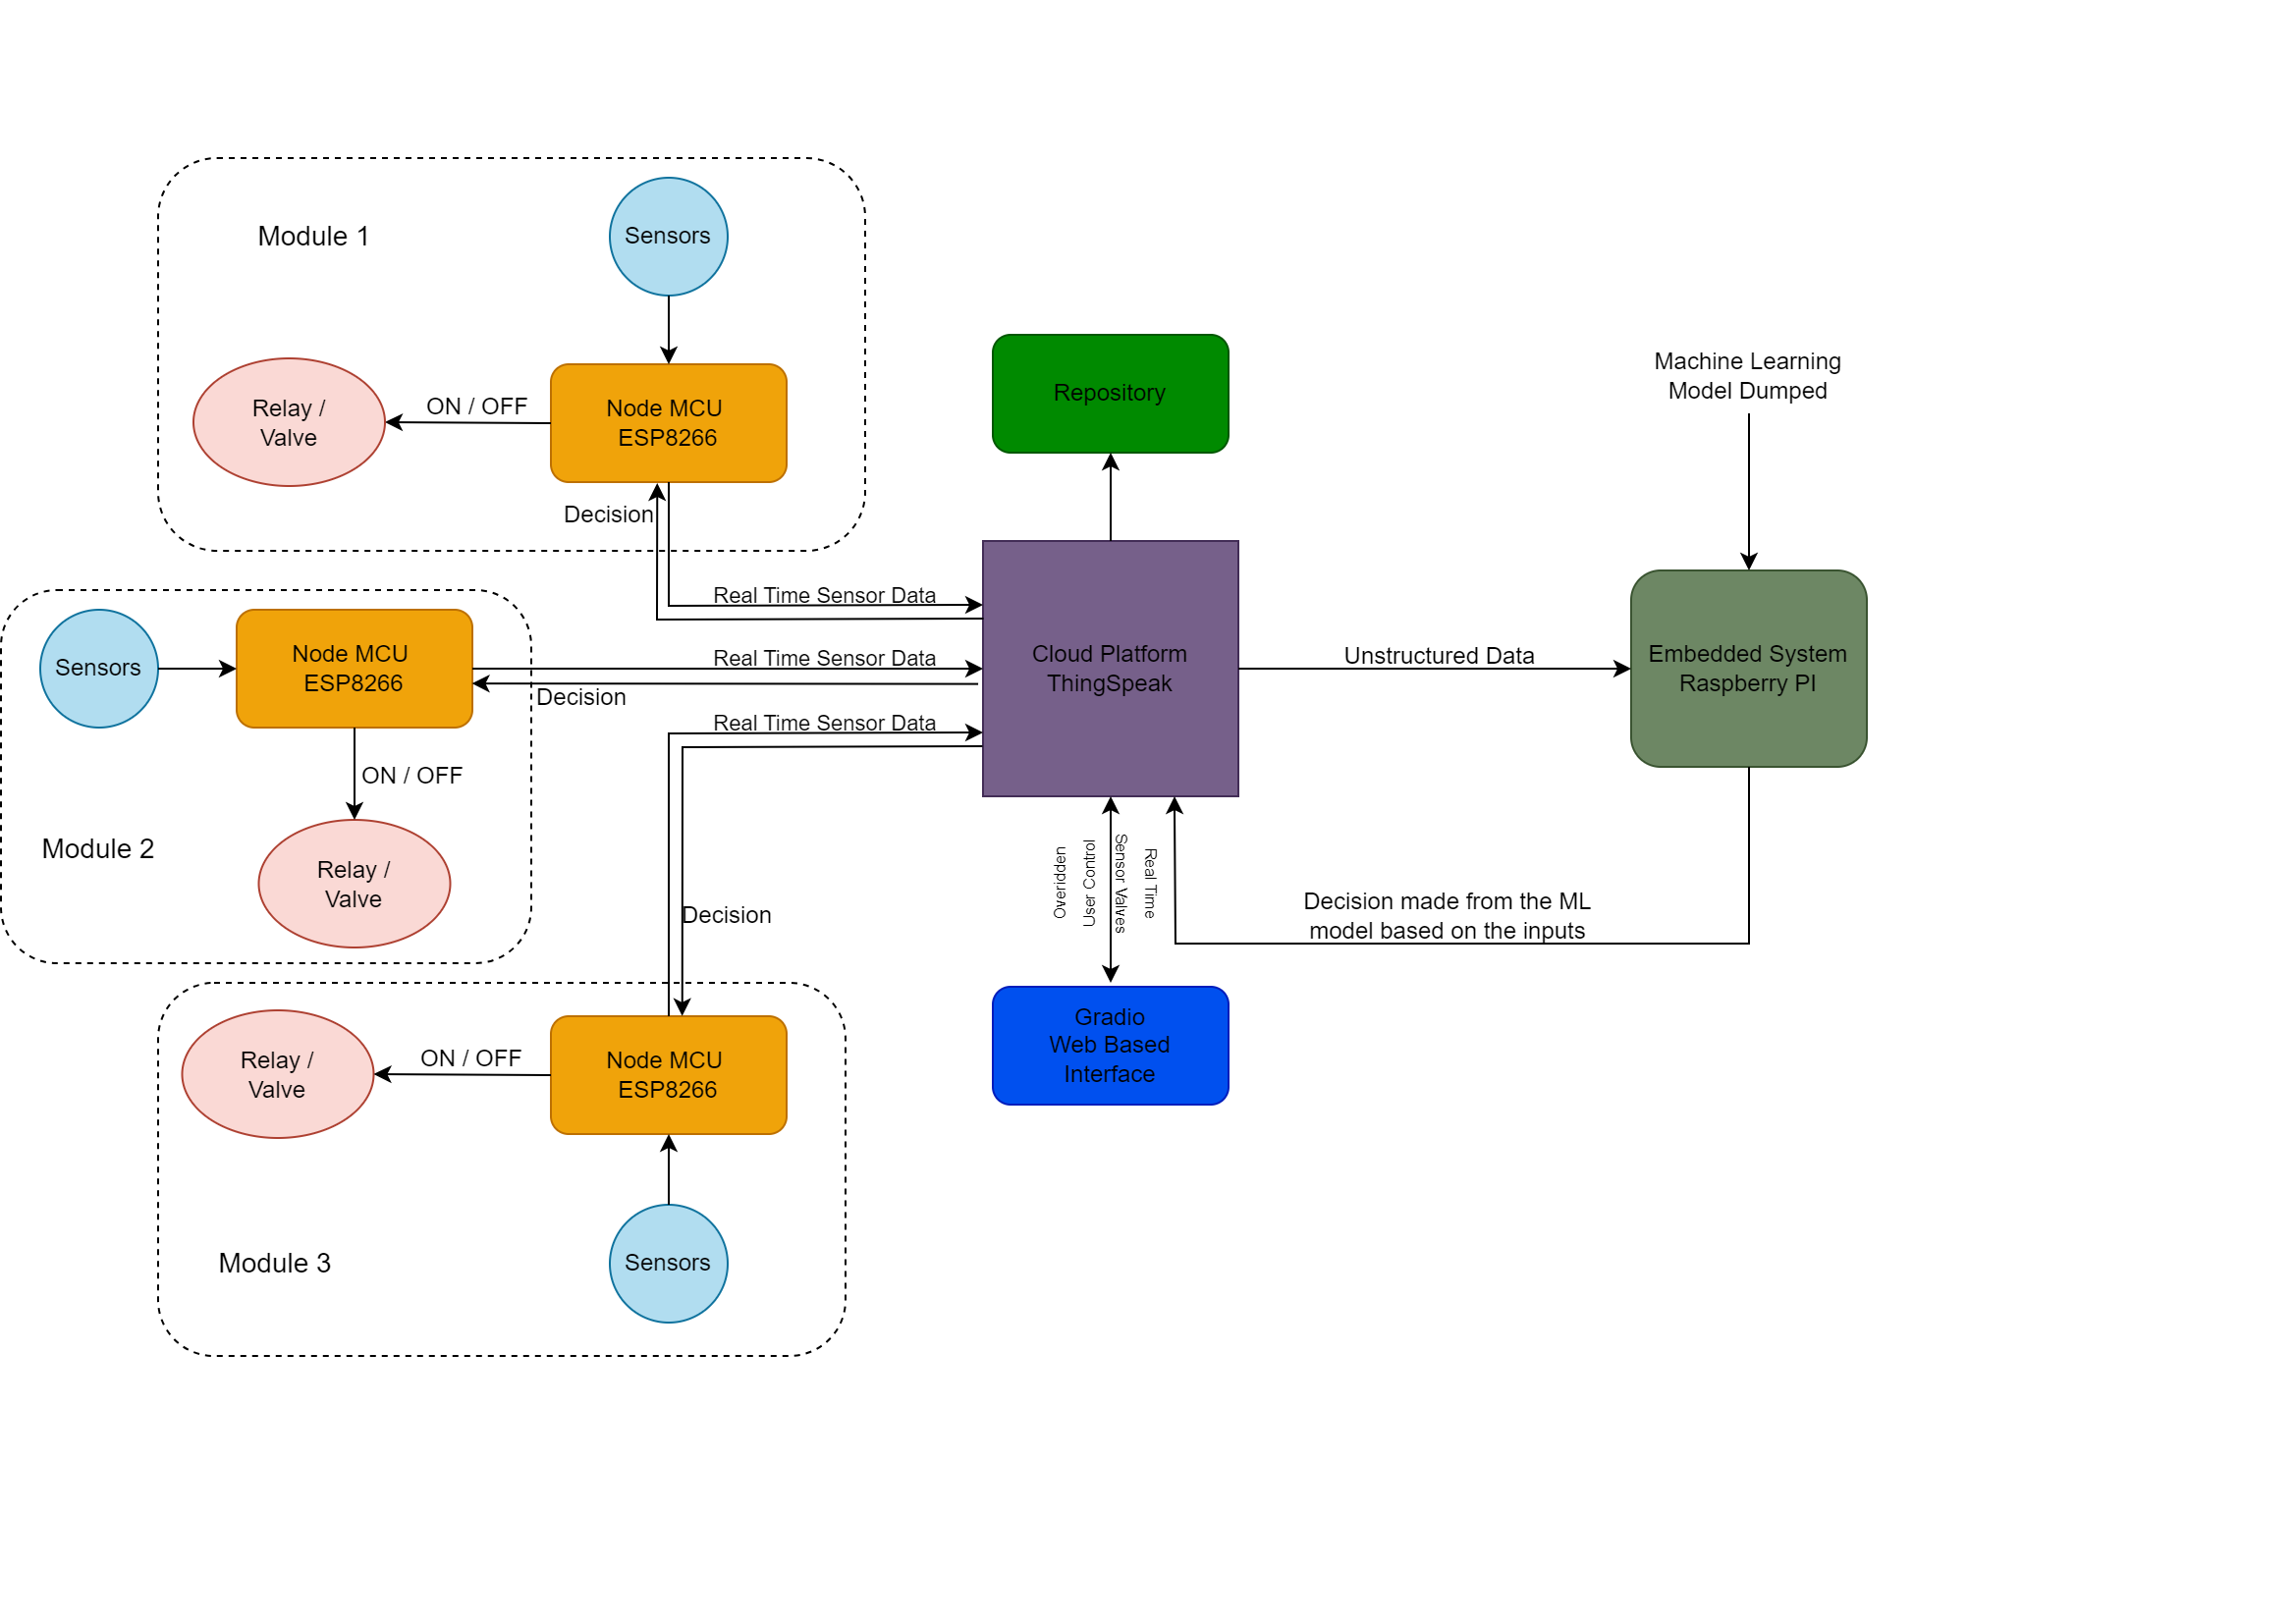 Module 1
Sensors
Relay /
Valve
ON / OFF
Node MCU
ESP8266
Decision
Real Time Sensor Data
Sensors
Node MCU
ESP8266
Real Time Sensor Data
Decision
Real Time Sensor Data
ON / OFF
Module 2
Relay /
Valve
Decision
Relay /
Valve
ON / OFF
Node MCU
ESP8266
Module 3
Sensors
Repository
Cloud Platform
ThingSpeak
Overidden
User Control
Real Time
Sensor Valves
Gradio
Web Based
Interface
Unstructured Data
Machine Learning
Model Dumped
Embedded System
Raspberry PI
Decision made from the ML
model based on the inputs